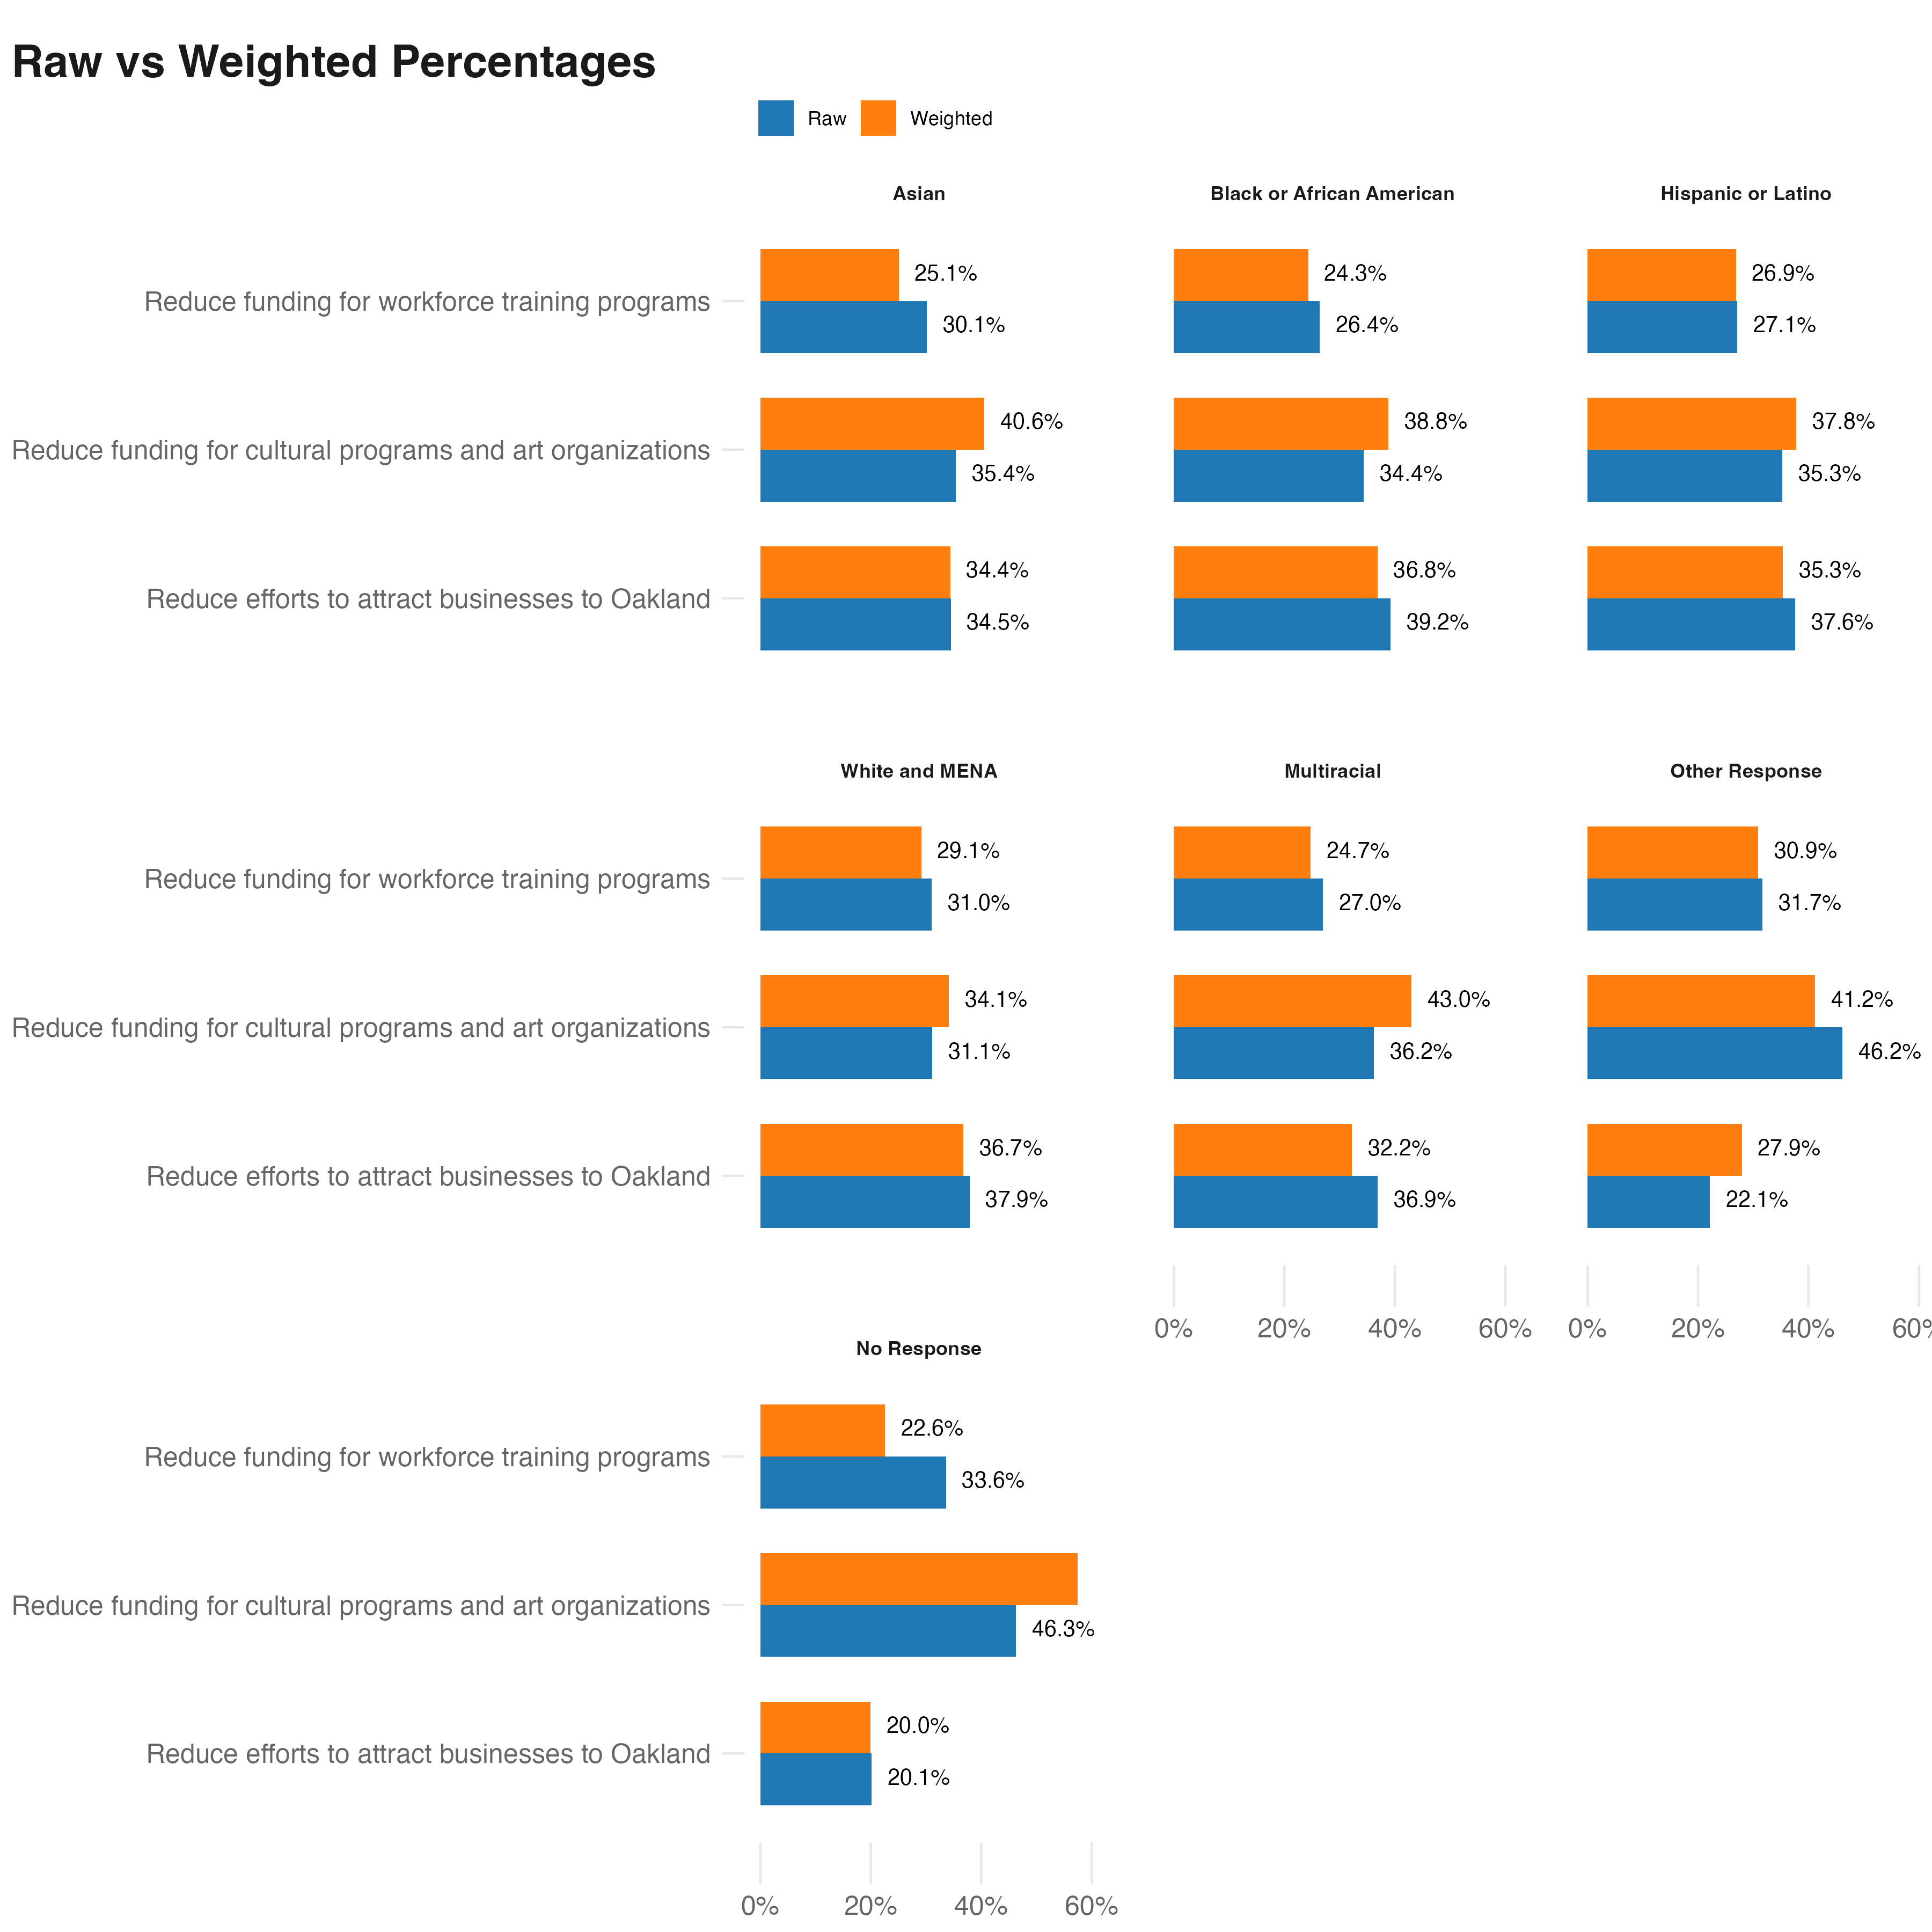 Raw vs Weighted Percentages
Raw Weighted
Asian Black or African American Hispanic or Latino
Reduce funding for workforce training programs
25.1% 24.3% 26.9%
30.1% 26.4% 27.1%
Reduce funding for cultural programs and art organizations
40.6% 38.8% 37.8%
35.4% 34.4% 35.3%
Reduce efforts to attract businesses to Oakland
34.4% 36.8% 35.3%
34.5% 39.2% 37.6%
White and MENA Multiracial Other Response
Reduce funding for workforce training programs
29.1% 24.7% 30.9%
31.0% 27.0% 31.7%
Reduce funding for cultural programs and art organizations
34.1% 43.0% 41.2%
31.1% 36.2% 46.2%
Reduce efforts to attract businesses to Oakland
36.7% 32.2% 27.9%
37.9% 36.9% 22.1%
0% 20% 40% 60% 0% 20% 40% 60%
No Response
Reduce funding for workforce training programs
22.6%
33.6%
Reduce funding for cultural programs and art organizations
46.3%
Reduce efforts to attract businesses to Oakland
20.0%
20.1%
0% 20% 40% 60%